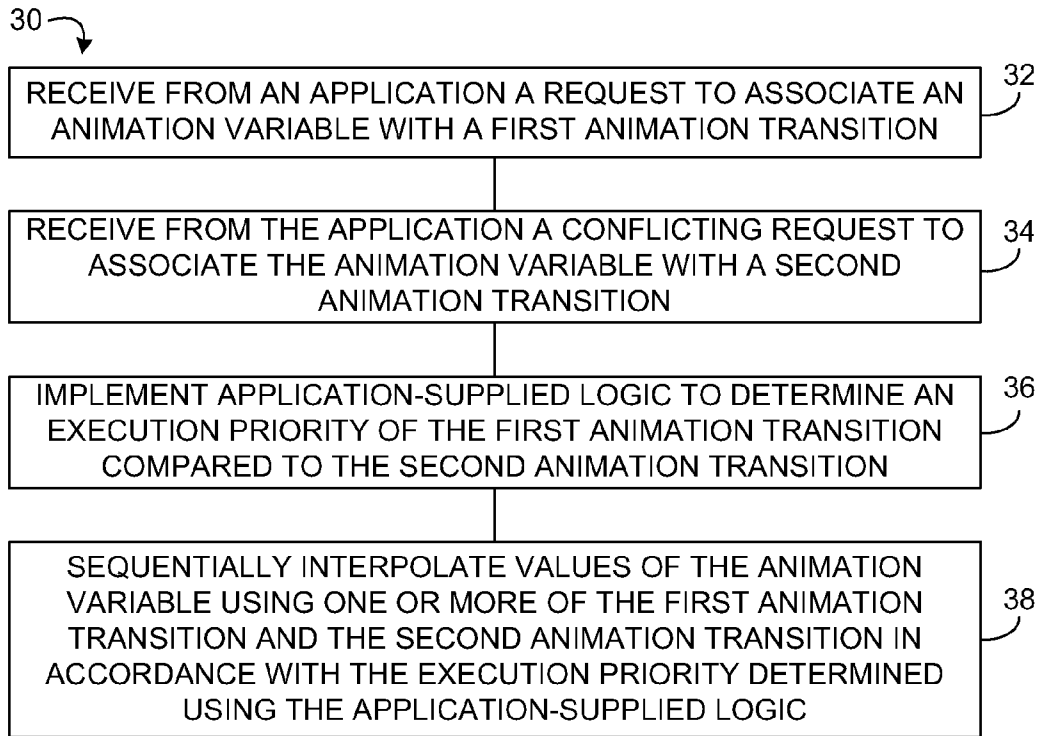 30
RECEIVE FROM AN APPLICATION A REQUEST TO ASSOCIATE AN
ANIMATION VARIABLE WITH A FIRST ANIMATION TRANSITION
32
RECEIVE FROM THE APPLICATION A CONFLICTING REQUEST TO
ASSOCIATE THE ANIMATION VARIABLE WITH A SECOND
ANIMATION TRANSITION
34
IMPLEMENT APPLICATION-SUPPLIED LOGIC TO DETERMINE AN
EXECUTION PRIORITY OF THE FIRST ANIMATION TRANSITION
COMPARED TO THE SECOND ANIMATION TRANSITION
36
SEQUENTIALLY INTERPOLATE VALUES OF THE ANIMATION
VARIABLE USING ONE OR MORE OF THE FIRST ANIMATION
TRANSITION AND THE SECOND ANIMATION TRANSITION IN
ACCORDANCE WITH THE EXECUTION PRIORITY DETERMINED
USING THE APPLICATION-SUPPLIED LOGIC
38